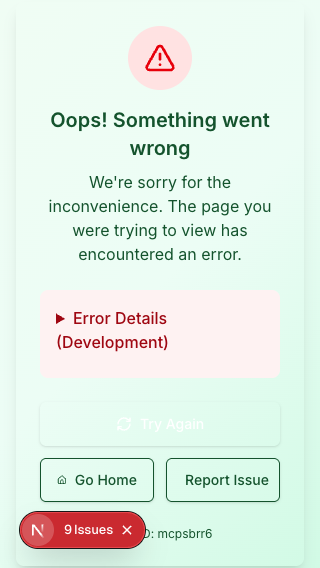 Oops! Something went
wrong
We're sorry for the
inconvenience. The page you
were trying to view has
encountered an error.
Error Details
(Development)
Try Again
Go Home
Report Issue
9 Issues
D: mcpsbrr6